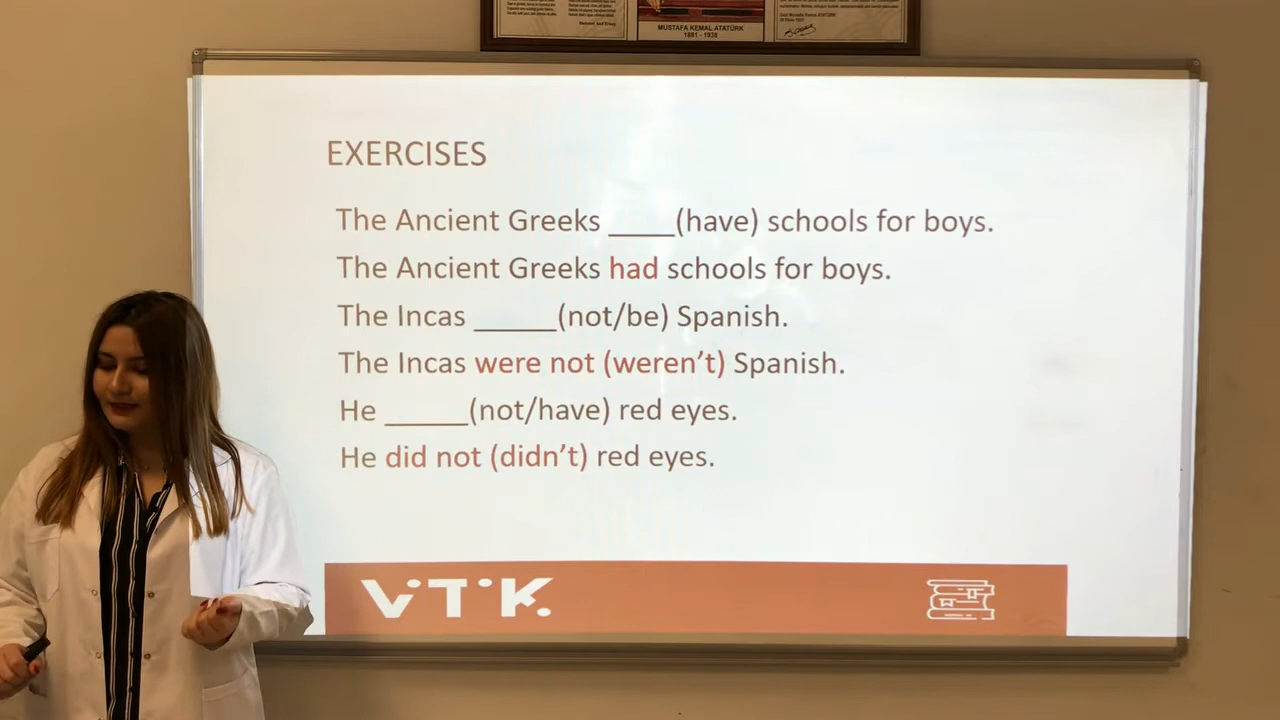 MUSTAFA KEMAL ATATÜRK
1881 - 1938
EXERCISES
The Ancient Greeks ____(have) schools for boys.
The Ancient Greeks had schools for boys.
The Incas _____(not/be) Spanish.
The Incas were not (weren't) Spanish.
He _____(not/have) red eyes.
He did not (didn't) red eyes.
VİTİK.